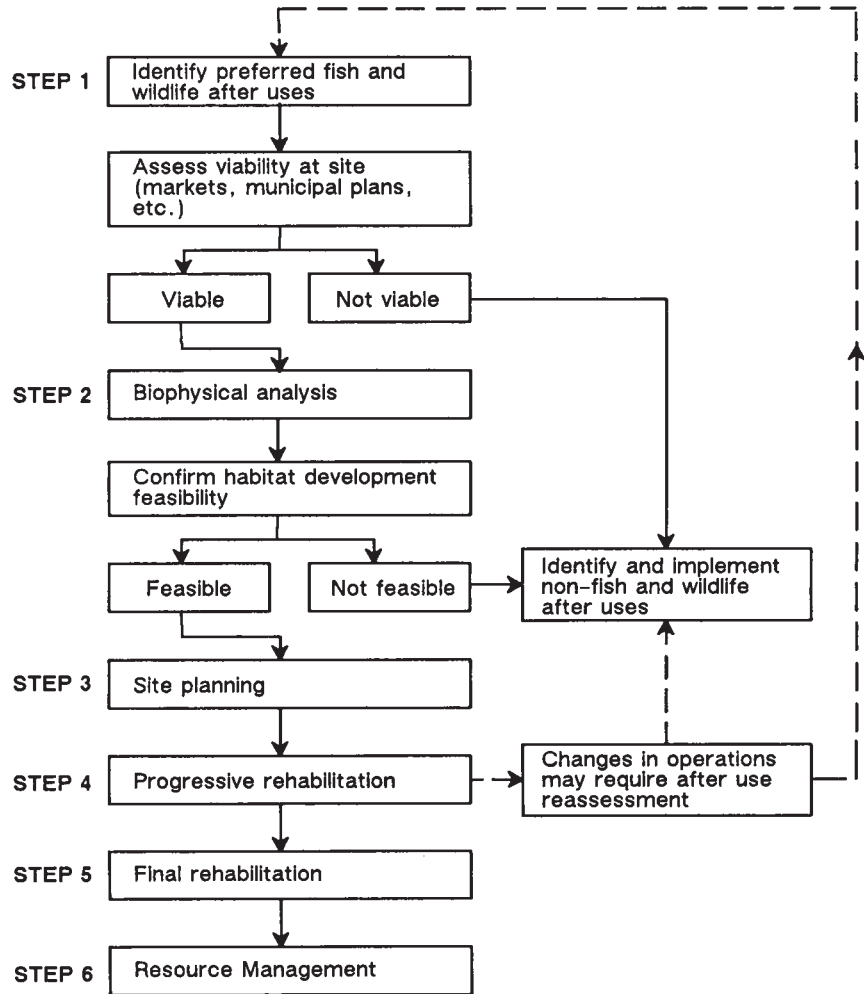 STEP 1
Identify preferred fish and
wildlife after uses
Assess viability at site
(markets, municipal plans,
etc.)
Viable
Not viable
STEP 2
Biophysical analysis
Confirm habitat development
feasibility
Feasible
Not feasible
Identify and implement
non-fish and wildlife
after uses
STEP 3
Site planning
STEP 4
Progressive rehabilitation
Changes in operations
may require after use
reassessment
STEP 5
Final rehabilitation
STEP 6
Resource Management